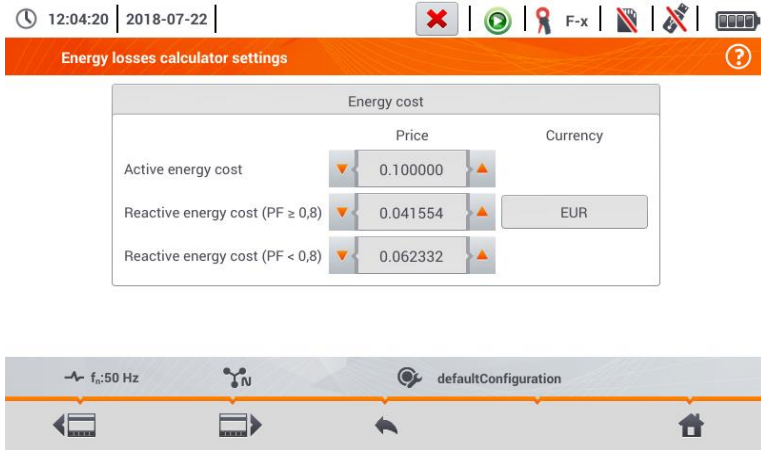 12:04:20 2018-07-22 F-x
Energy losses calculator settings ?
Energy cost
Price Currency
Active energy cost 0.100000
Reactive energy cost (PF ≥ 0,8) 0.041554 EUR
Reactive energy cost (PF < 0,8) 0.062332
fn:50 Hz N defaultConfiguration